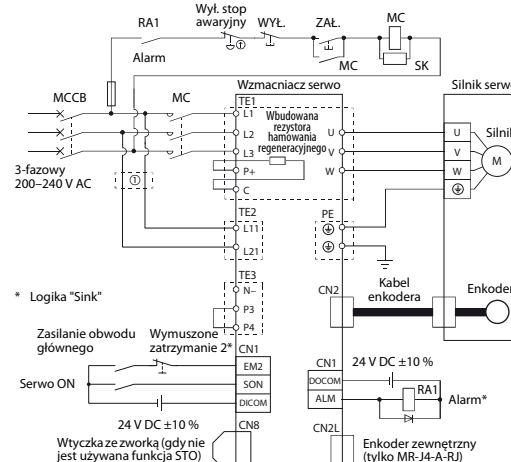 Wył. stop
awaryjny
RA1
WYŁ.
ZAŁ.
MC
①
Alarm
MC
SK
MCCB
MC
Wzmacniacz serwo
Silnik serwo
TE1
L1
L2
L3
P+
C
Wbudowana
rezystora
hamowania
regeneracyjnego
U
V
W
U
V
W
Silnik
M
3-fazowy
200–240 V AC
①
TE2
L11
L21
PE
TE3
N–
P3
P4
* Logika "Sink"
CN2
Kabel
enkodera
Enkoder
Zasilanie obwodu
głównego
Wymuszone
zatrzymanie 2*
CN1
EM2
SON
DICOM
Serwo ON
24 V DC ±10 %
CN1
DOCOM
ALM
24 V DC ±10 %
RA1
Alarm*
CN8
Wtyczka ze zworką (gdy nie
jest używana funkcja STO)
CN2L
Enkoder zewnętrzny
(tylko MR-J4-A-RJ)